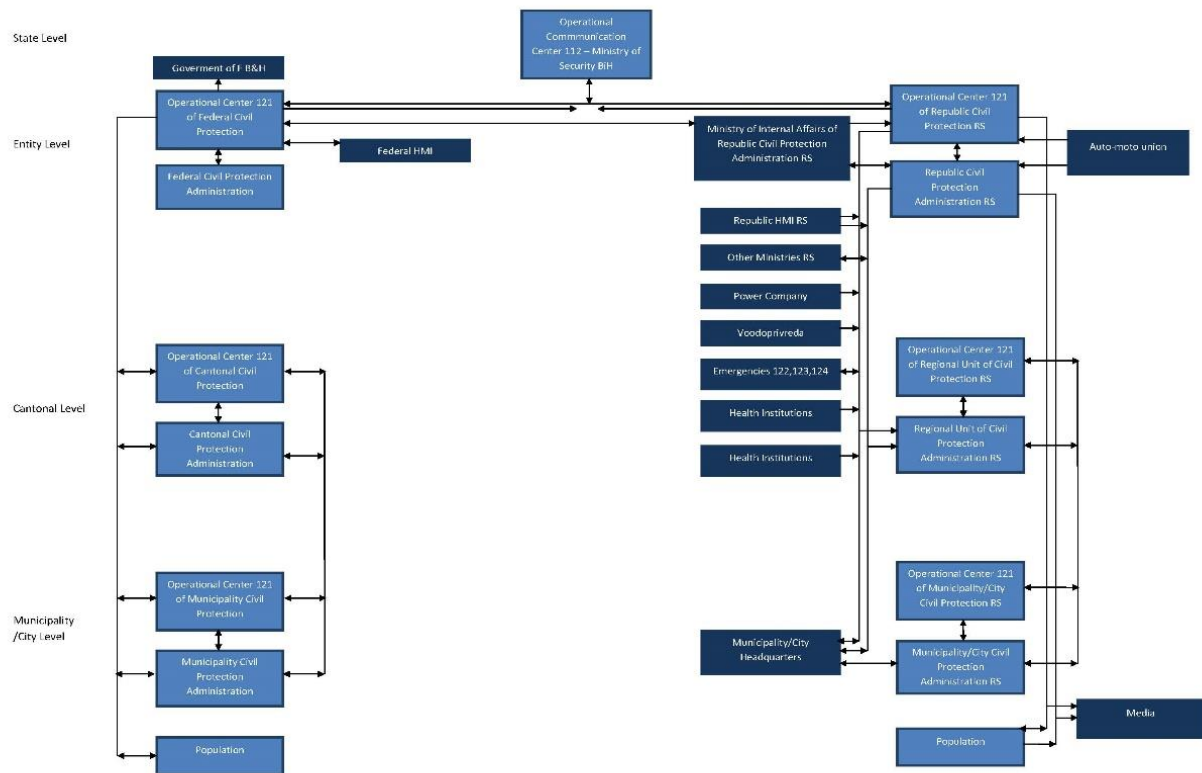 State Level
Operational
Commmunication
Center 112 – Ministry of
Security BiH
Goverment of F B&H
Operational Center 121
of Federal Civil
Protection
Operational Center 121
of Republic Civil
Protection RS
Entity Level
Federal HMI
Ministry of Internal Affairs of
Republic Civil Protection
Administration RS
Auto-moto union
Federal Civil Protection
Administration
Republic Civil
Protection
Administration RS
Republic HMI RS
Other Ministries RS
Power Company
Voodoprivreda
Emergencies 122,123,124
Health Institutions
Health Institutions
Operational Center 121
of Cantonal Civil
Protection
Operational Center 121
of Regional Unit of Civil
Protection RS
Cantonal Level
Cantonal Civil
Protection
Administration
Regional Unit of Civil
Protection
Administration RS
Operational Center 121
of Municipality Civil
Protection
Operational Center 121
of Municipality/City
Civil Protection RS
Municipality
/City Level
Municipality Civil
Protection
Administration
Municipality/City
Headquarters
Municipality/City Civil
Protection
Administration RS
Media
Population
Population